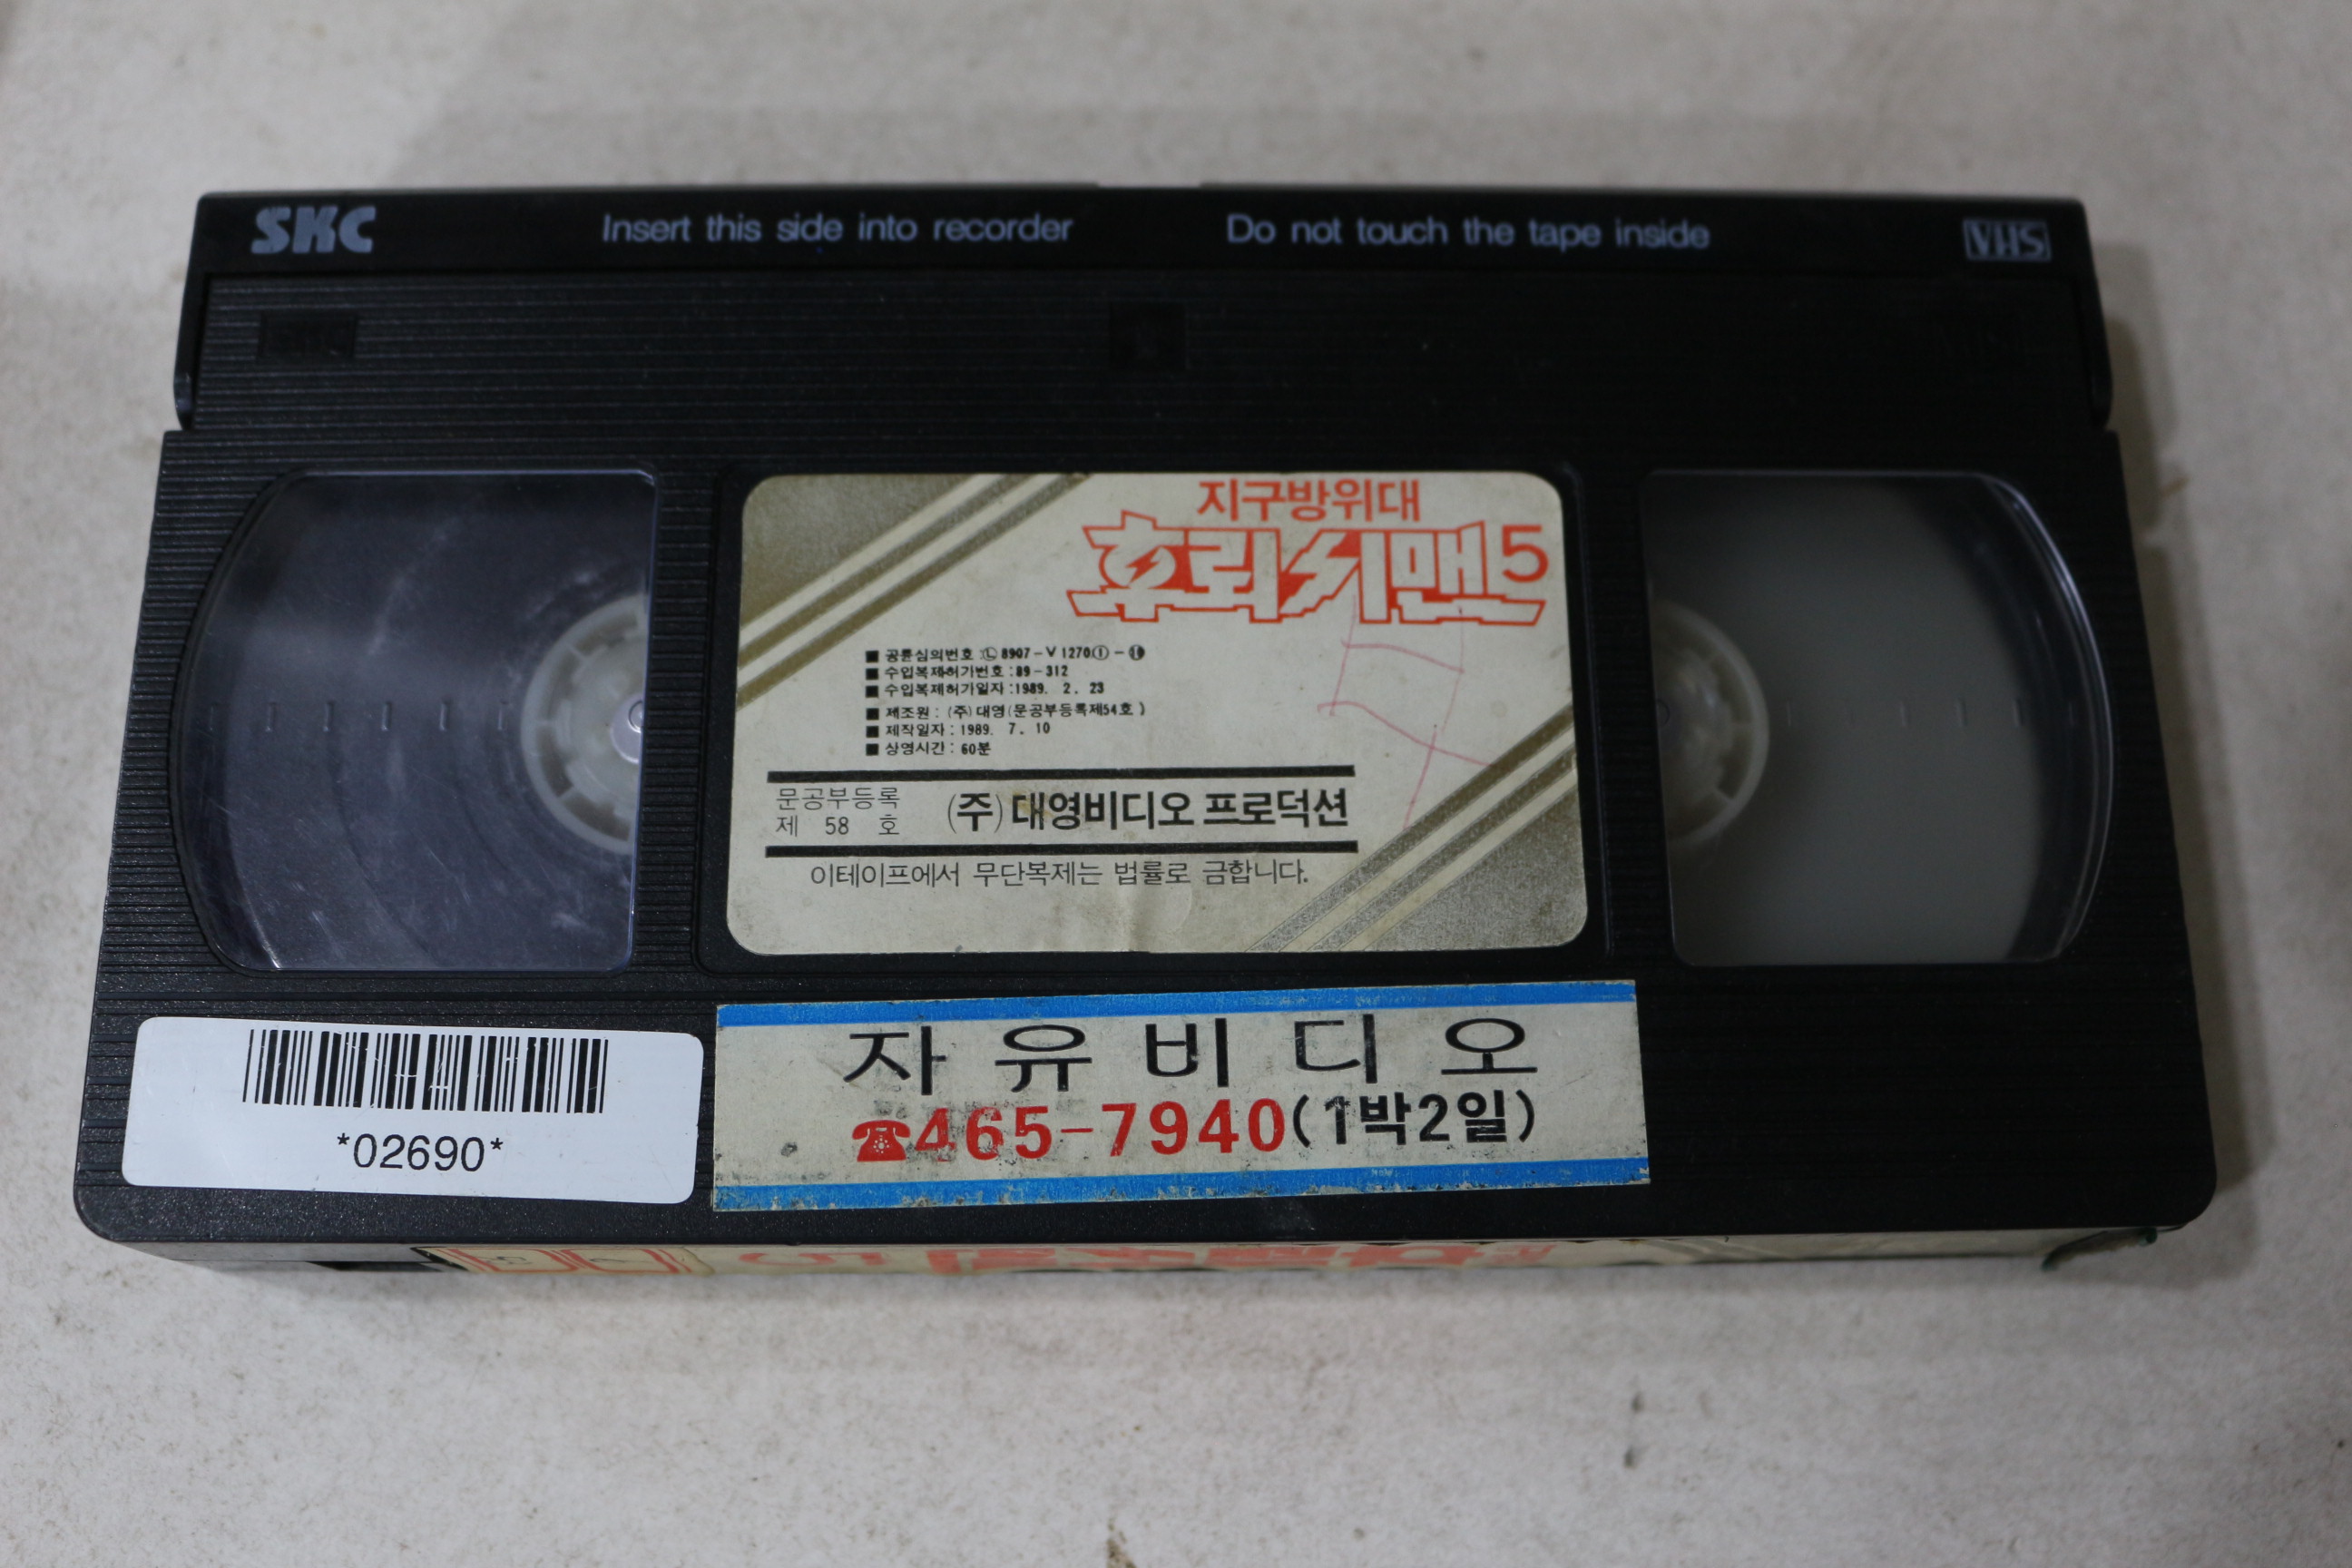 SKC
Insert this side into recorder
Do not touch the tape inside
VHS
지구방위대
후뢰시맨5
■ 공륜심의번호 :Ⓛ 8907-V 1270①-
■ 수입복제허가번호 : 89-312
■ 수입복제허가일자 : 1989. 2. 23
■ 제조원 : (주) 대영 (문공부등록제54호)
■ 제작일자 : 1989. 7. 10
■ 상영시간 : 60분
문공부등록
제 58 호
(주) 대영비디오 프로덕션
이테이프에서 무단복제는 법률로 금합니다.
*02690*
자유비디오
☎465-7940(1박2일)